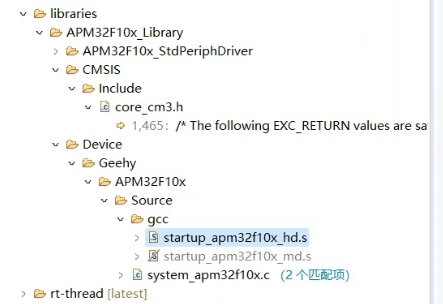 libraries
APM32F10x_Library
APM32F10x_StdPeriphDriver
CMSIS
Include
core_cm3.h
1,465: /* The following EXC_RETURN values are sa
Device
Geehy
APM32F10x
Source
gcc
startup_apm32f10x_hd.s
startup_apm32f10x_md.s
system_apm32f10x.c (2 个匹配项)
rt-thread [latest]